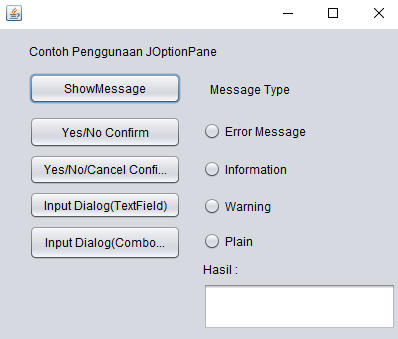 Contoh Penggunaan JOptionPane
ShowMessage
Message Type
Yes/No Confirm
Error Message
Yes/No/Cancel Confi...
Information
Input Dialog(TextField)
Warning
Input Dialog(Combo...
Plain
Hasil :